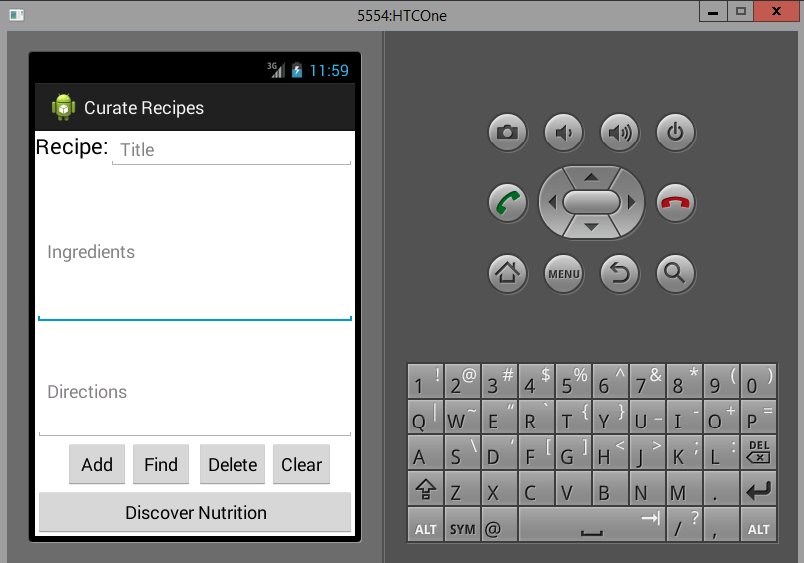 5554:HTCOne
3G 11:59
Curate Recipes
Recipe: Title
Ingredients
Directions
Add Find Delete Clear
Discover Nutrition
MENU
1 ! 2 @ 3 # 4 $ 5 % 6 ^ 7 & 8 * 9 ( 0 )
Q | W ~ E “ R ` T { Y } U _ I - O + P =
A S \ D ‘ F [ G ] H < J > K ; L : DEL
Z X C V B N M .
ALT SYM @ / ? , ALT